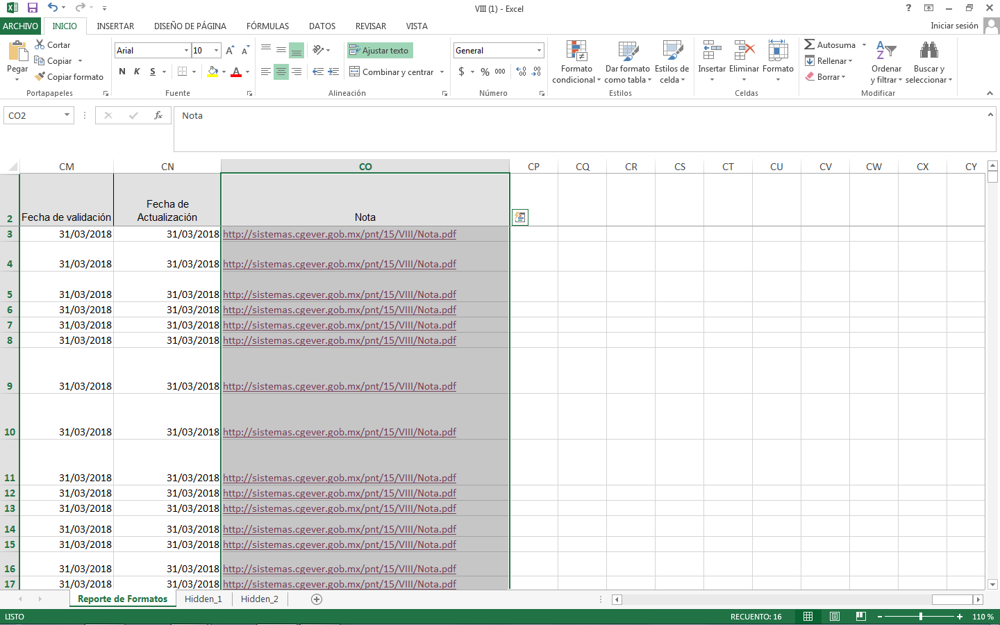 VIII (1) - Excel
ARCHIVO INICIO INSERTAR DISEÑO DE PÁGINA FÓRMULAS DATOS REVISAR VISTA Iniciar sesión
Pegar Cortar Copiar Copiar formato
Portapapeles
Arial 10
N K S
Fuente
Ajustar texto
Combinar y centrar
Alineación
General
$ % 000
Número
Formato condicional
Dar formato como tabla
Estilos de celda
Estilos
Insertar Eliminar Formato
Celdas
Autosuma
Rellenar
Borrar
Ordenar y filtrar
Buscar y seleccionar
Modificar
CO2 fx Nota
CM CN CO CP CQ CR CS CT CU CV CW CX CY
2 Fecha de validación Fecha de Actualización Nota
3 31/03/2018 31/03/2018 http://sistemas.cgever.gob.mx/pnt/15/VIII/Nota.pdf
4 31/03/2018 31/03/2018 http://sistemas.cgever.gob.mx/pnt/15/VIII/Nota.pdf
5 31/03/2018 31/03/2018 http://sistemas.cgever.gob.mx/pnt/15/VIII/Nota.pdf
6 31/03/2018 31/03/2018 http://sistemas.cgever.gob.mx/pnt/15/VIII/Nota.pdf
7 31/03/2018 31/03/2018 http://sistemas.cgever.gob.mx/pnt/15/VIII/Nota.pdf
8 31/03/2018 31/03/2018 http://sistemas.cgever.gob.mx/pnt/15/VIII/Nota.pdf
9 31/03/2018 31/03/2018 http://sistemas.cgever.gob.mx/pnt/15/VIII/Nota.pdf
10 31/03/2018 31/03/2018 http://sistemas.cgever.gob.mx/pnt/15/VIII/Nota.pdf
11 31/03/2018 31/03/2018 http://sistemas.cgever.gob.mx/pnt/15/VIII/Nota.pdf
12 31/03/2018 31/03/2018 http://sistemas.cgever.gob.mx/pnt/15/VIII/Nota.pdf
13 31/03/2018 31/03/2018 http://sistemas.cgever.gob.mx/pnt/15/VIII/Nota.pdf
14 31/03/2018 31/03/2018 http://sistemas.cgever.gob.mx/pnt/15/VIII/Nota.pdf
15 31/03/2018 31/03/2018 http://sistemas.cgever.gob.mx/pnt/15/VIII/Nota.pdf
16 31/03/2018 31/03/2018 http://sistemas.cgever.gob.mx/pnt/15/VIII/Nota.pdf
17 31/03/2018 31/03/2018 http://sistemas.cgever.gob.mx/pnt/15/VIII/Nota.pdf
Reporte de Formatos Hidden_1 Hidden_2
LISTO RECUENTO: 16 110 %